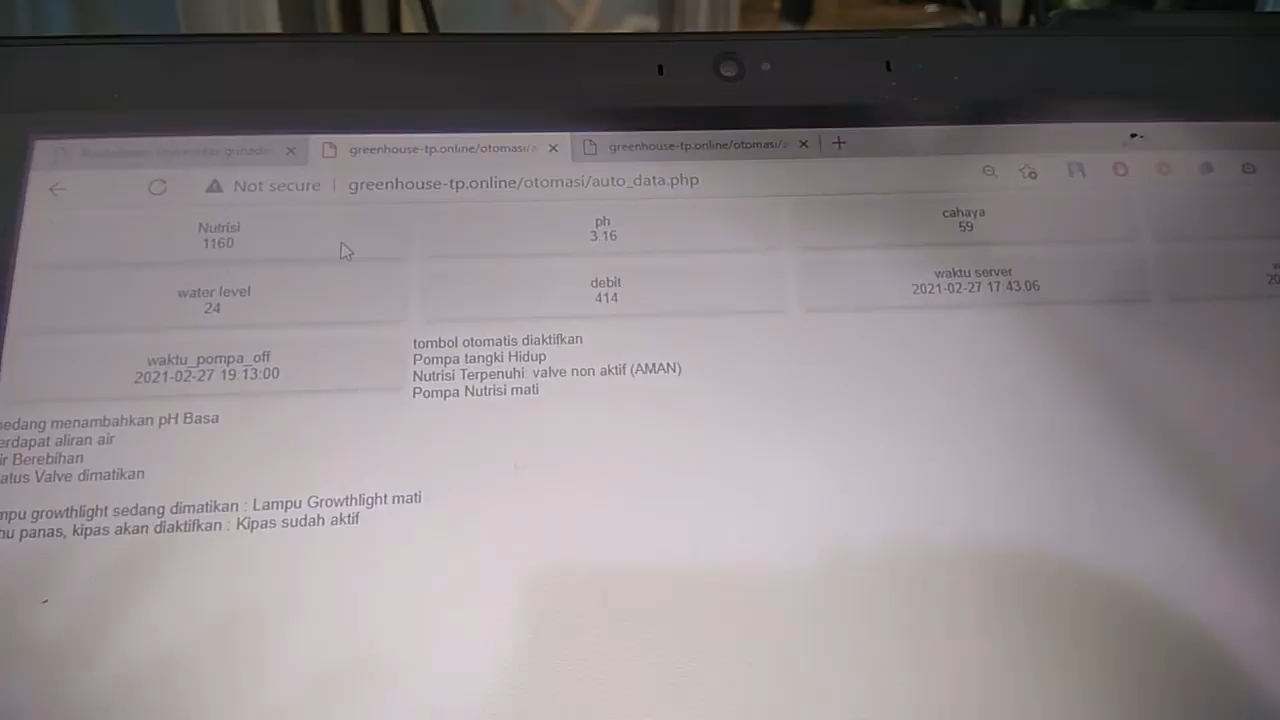 greenhouse-tp.online/otomasi/a
greenhouse-tp.online/otomasi/a
Not secure | greenhouse-tp.online/otomasi/auto_data.php
Nutrisi
1160
ph
3.16
cahaya
59
water level
24
debit
414
waktu server
2021-02-27 17:43:06
20
waktu_pompa_off
2021-02-27 19:13:00
tombol otomatis diaktifkan
Pompa tangki Hidup
Nutrisi Terpenuhi: valve non aktif (AMAN)
Pompa Nutrisi mati
sedang menambahkan pH Basa
erdapat aliran air
ir Berebihan
atus Valve dimatikan
mpu growthlight sedang dimatikan : Lampu Growthlight mati
hu panas, kipas akan diaktifkan : Kipas sudah aktif